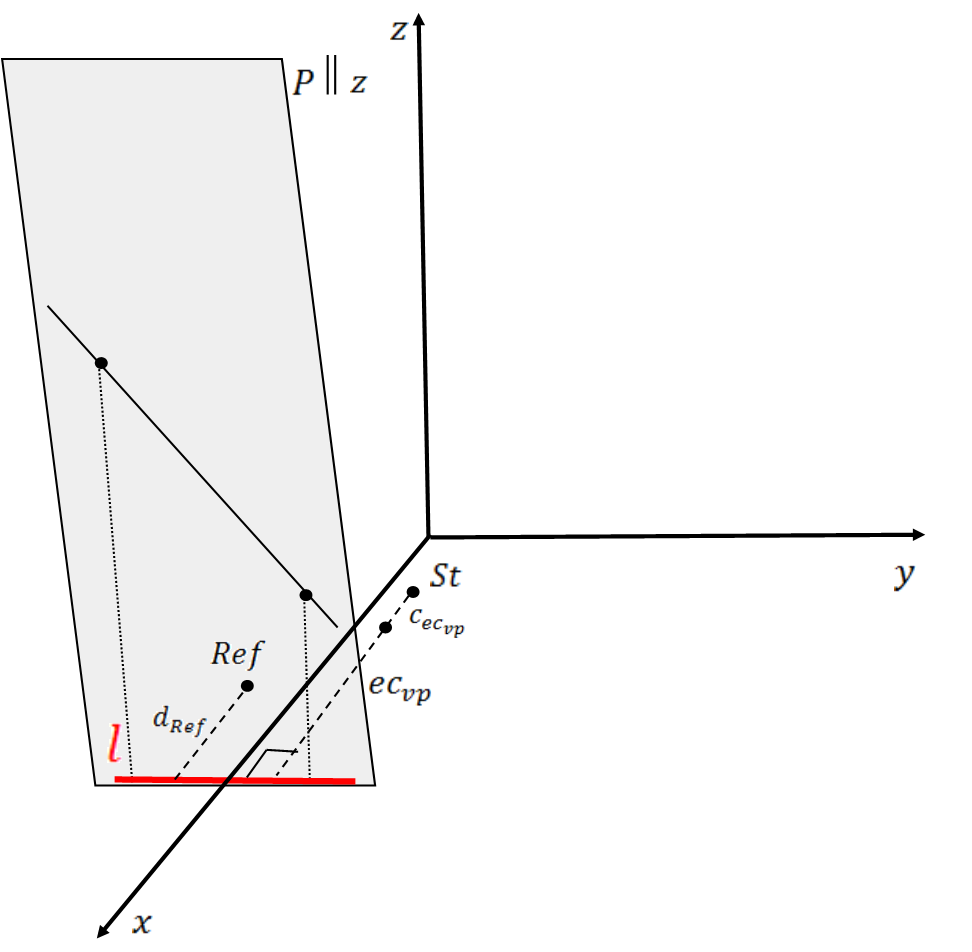 z
P ∥ z
St
y
c_{ec_{vp}}
Ref
ec_{vp}
d_{Ref}
l
x